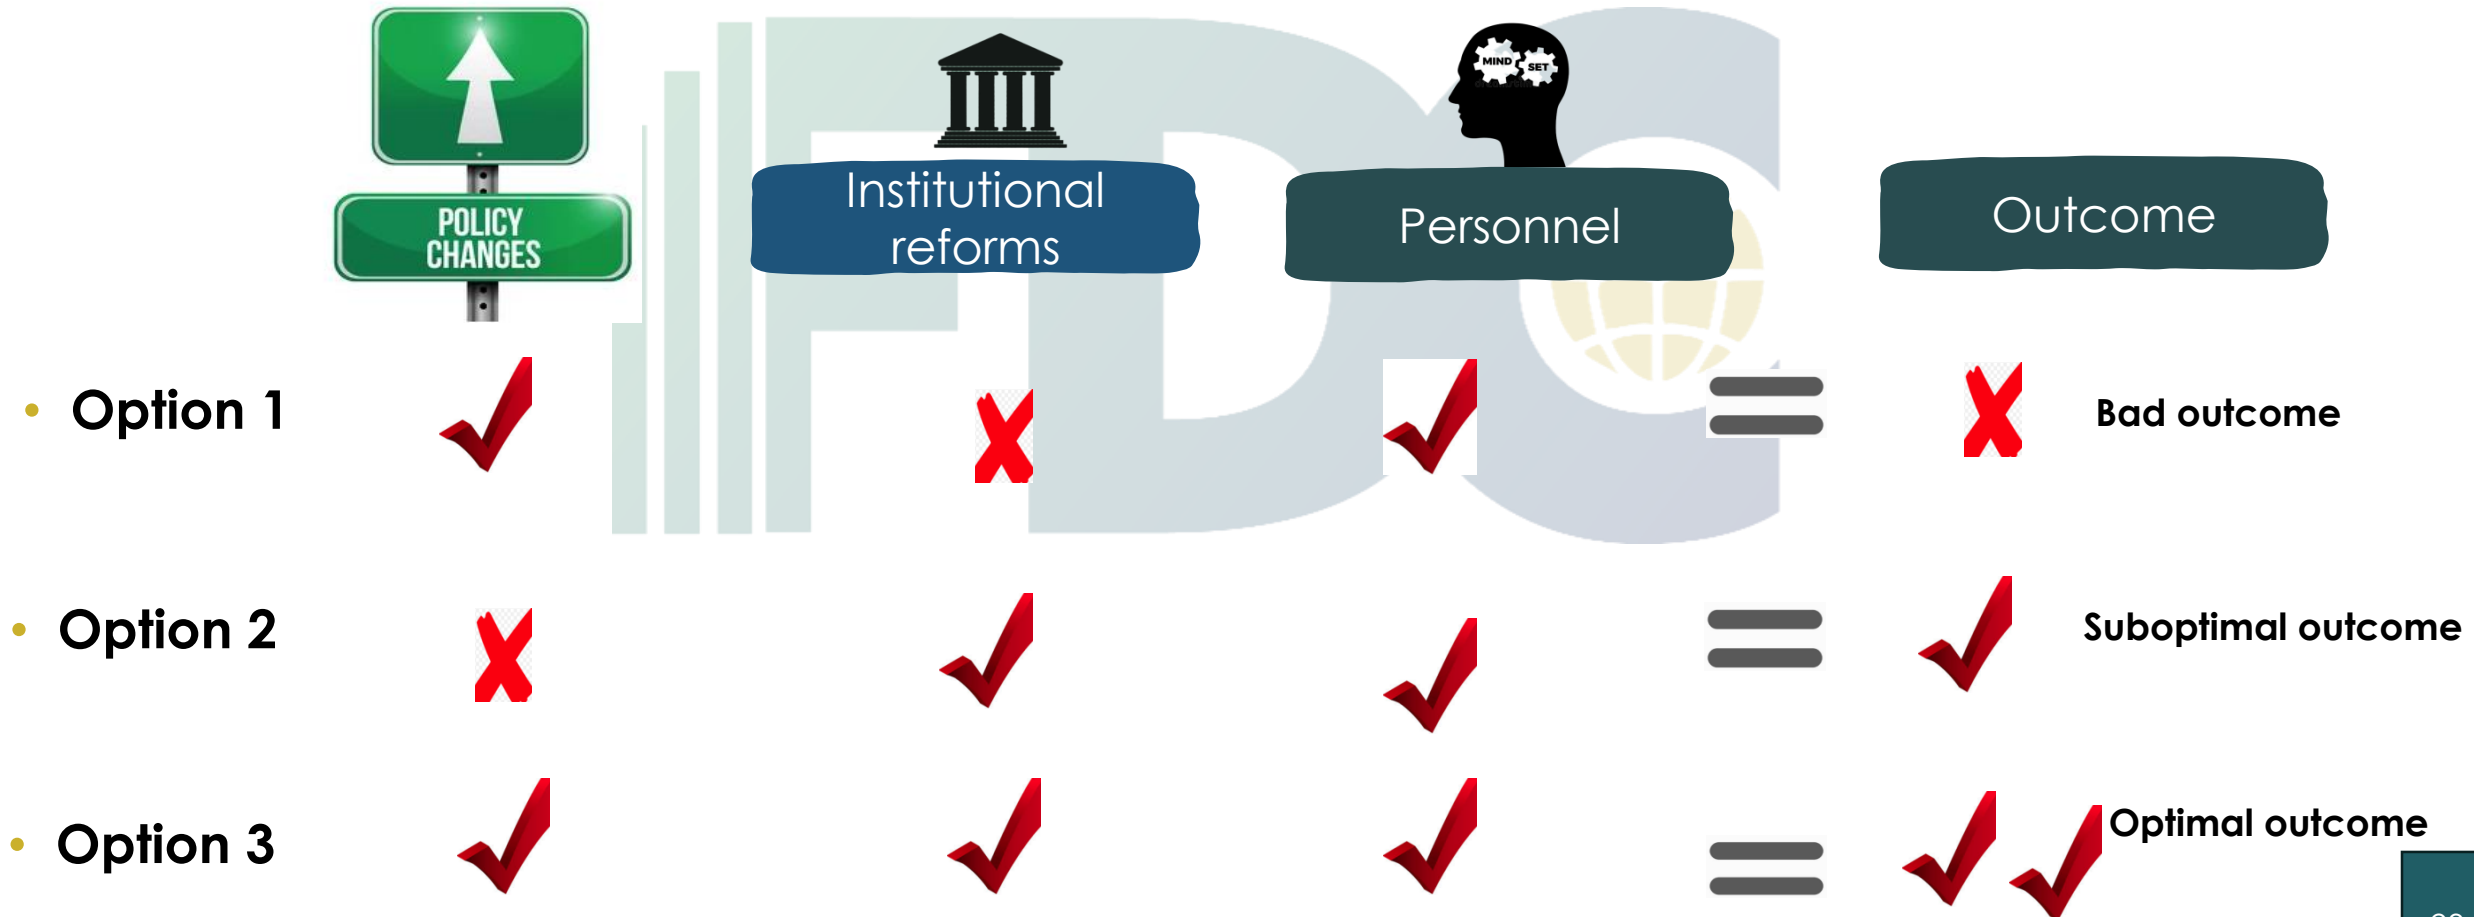 MIND
SET
POLICY
CHANGES
Institutional
reforms
Personnel
Outcome
FDC
• Option 1
Bad outcome
• Option 2
Suboptimal outcome
• Option 3
Optimal outcome